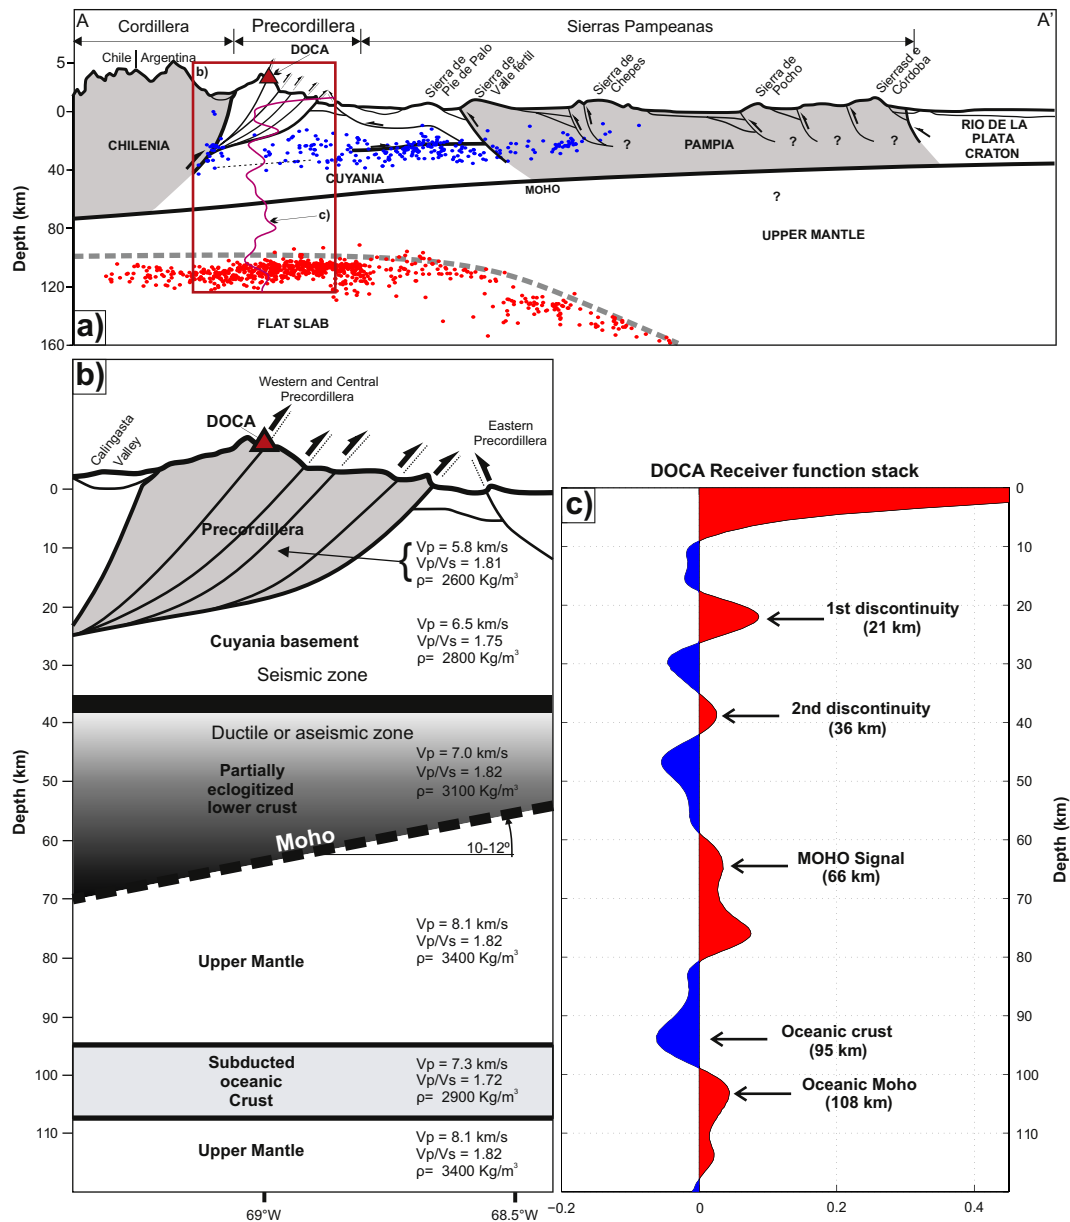 A
A'
Cordillera
Precordillera
Sierras Pampeanas
Chile
Argentina
DOCA
b)
Sierra de
Pie de Palo
Sierra de
Valle fértil
Sierra de
Chepes
Sierra de
Pocho
Sierrasd e
Córdoba
5
0
40
80
120
160
Depth (km)
CHILENIA
CUYANIA
PAMPIA
? ? ? ? ?
RIO DE LA
PLATA
CRATON
MOHO
?
c)
UPPER MANTLE
FLAT SLAB
a)
b)
Western and Central
Precordillera
DOCA
Eastern
Precordillera
Calingasta
Valley
0
10
20
30
40
50
60
70
80
90
100
110
Depth (km)
Precordillera
Vp = 5.8 km/s
Vp/Vs = 1.81
ρ= 2600 Kg/m³
Cuyania basement
Vp = 6.5 km/s
Vp/Vs = 1.75
ρ= 2800 Kg/m³
Seismic zone
Ductile or aseismic zone
Partially
eclogitized
lower crust
Vp = 7.0 km/s
Vp/Vs = 1.82
ρ= 3100 Kg/m³
Moho
10-12°
Upper Mantle
Vp = 8.1 km/s
Vp/Vs = 1.82
ρ= 3400 Kg/m³
Subducted
oceanic
Crust
Vp = 7.3 km/s
Vp/Vs = 1.72
ρ= 2900 Kg/m³
Upper Mantle
Vp = 8.1 km/s
Vp/Vs = 1.82
ρ= 3400 Kg/m³
69°W
68.5°W
DOCA Receiver function stack
c)
1st discontinuity
(21 km)
2nd discontinuity
(36 km)
MOHO Signal
(66 km)
Oceanic crust
(95 km)
Oceanic Moho
(108 km)
0
10
20
30
40
50
60
70
80
90
100
110
Depth (km)
−0.2
0
0.2
0.4